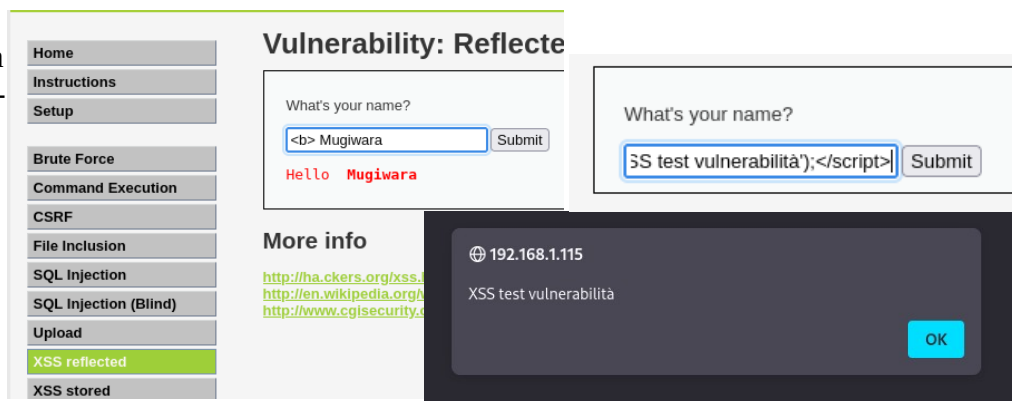 Vulnerability: Reflecte
Home
Instructions
Setup
Brute Force
Command Execution
CSRF
File Inclusion
SQL Injection
SQL Injection (Blind)
Upload
XSS reflected
XSS stored
What's your name?
<b> Mugiwara
Submit
Hello Mugiwara
More info
http://ha.ckers.org/xss.
http://en.wikipedia.org/
http://www.cgisecurity.
What's your name?
SS test vulnerabilità');</script>
Submit
192.168.1.115
XSS test vulnerabilità
OK